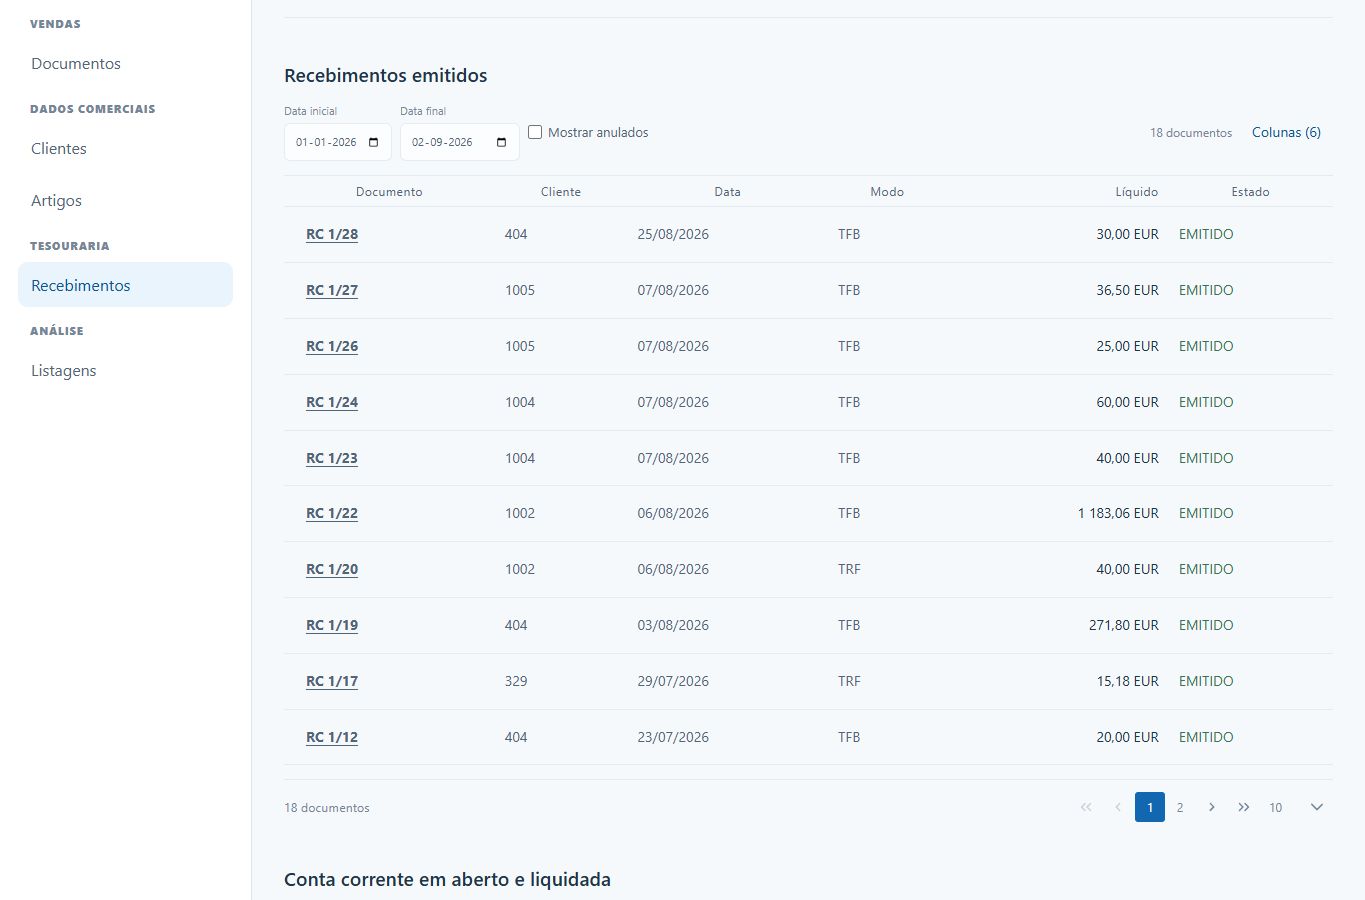 VENDAS
Documentos
DADOS COMERCIAIS
Clientes
Artigos
TESOURARIA
Recebimentos
ANÁLISE
Listagens
Recebimentos emitidos
Data inicial Data final
01-01-2026 02-09-2026 Mostrar anulados 18 documentos Colunas (6)
Documento Cliente Data Modo Líquido Estado
RC 1/28 404 25/08/2026 TFB 30,00 EUR EMITIDO
RC 1/27 1005 07/08/2026 TFB 36,50 EUR EMITIDO
RC 1/26 1005 07/08/2026 TFB 25,00 EUR EMITIDO
RC 1/24 1004 07/08/2026 TFB 60,00 EUR EMITIDO
RC 1/23 1004 07/08/2026 TFB 40,00 EUR EMITIDO
RC 1/22 1002 06/08/2026 TFB 1 183,06 EUR EMITIDO
RC 1/20 1002 06/08/2026 TRF 40,00 EUR EMITIDO
RC 1/19 404 03/08/2026 TFB 271,80 EUR EMITIDO
RC 1/17 329 29/07/2026 TRF 15,18 EUR EMITIDO
RC 1/12 404 23/07/2026 TFB 20,00 EUR EMITIDO
18 documentos 1 2 10
Conta corrente em aberto e liquidada